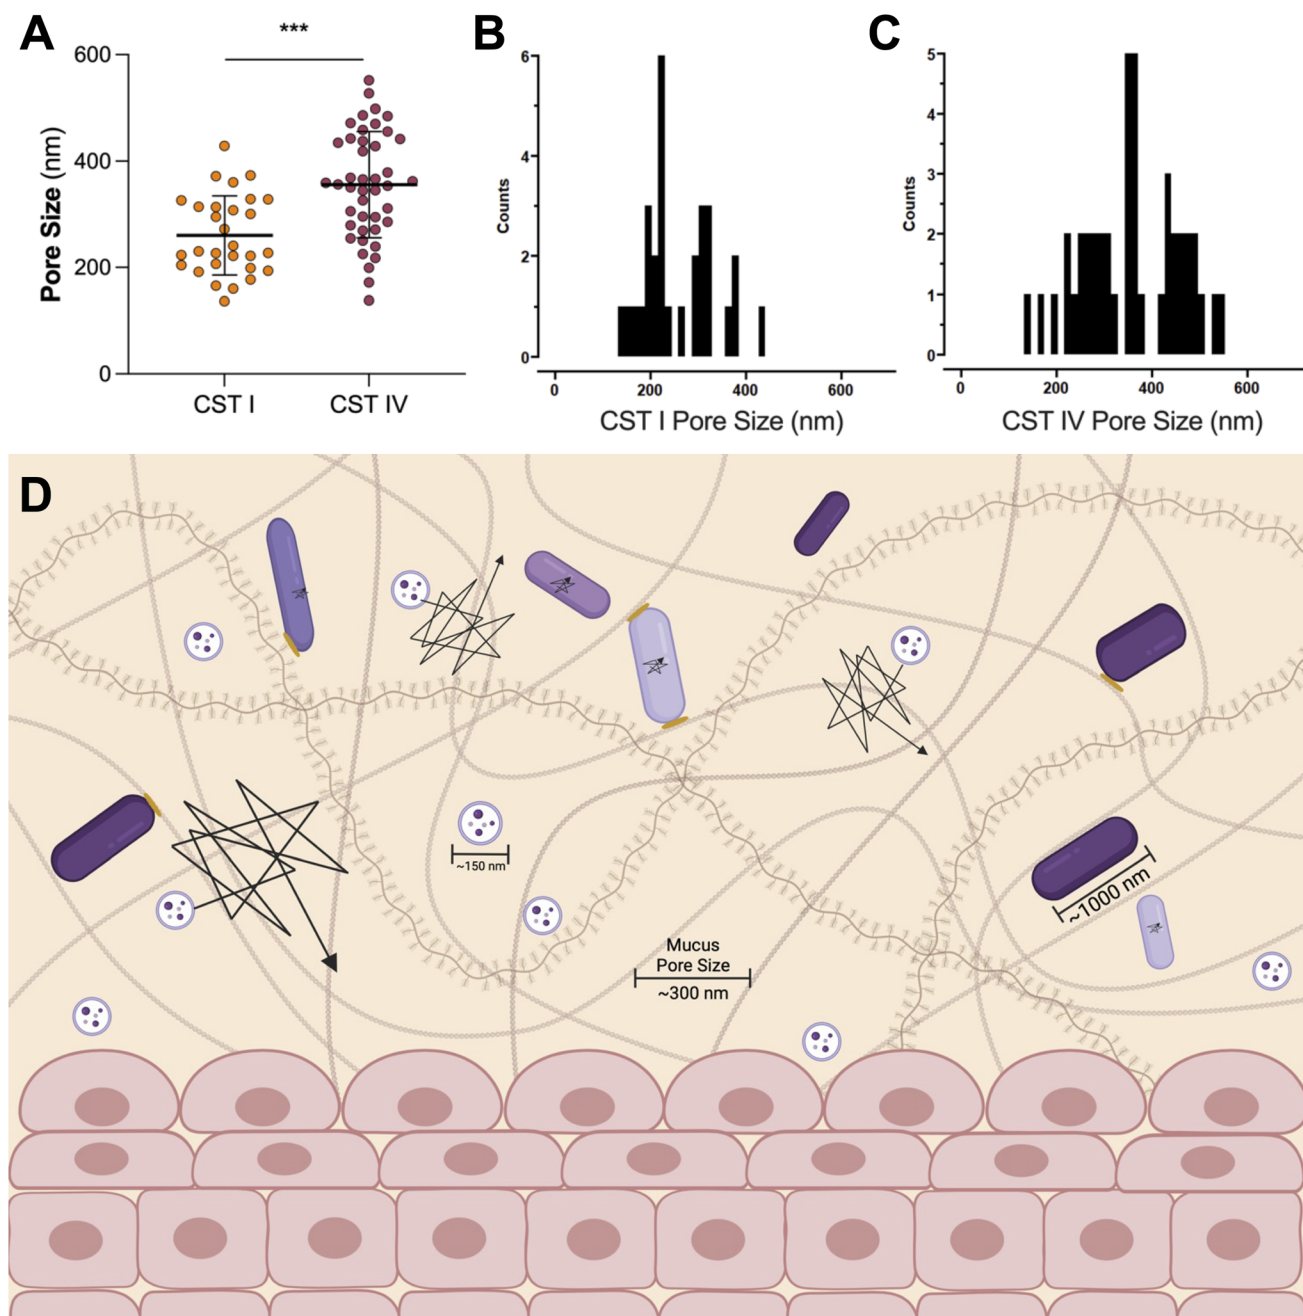 A
***
600
400
200
0
Pore Size (nm)
CST I
CST IV
B
6
4
2
0
Counts
0
200
400
600
CST I Pore Size (nm)
C
5
4
3
2
1
0
Counts
0
200
400
600
CST IV Pore Size (nm)
D
~150 nm
~1000 nm
Mucus
Pore Size
~300 nm